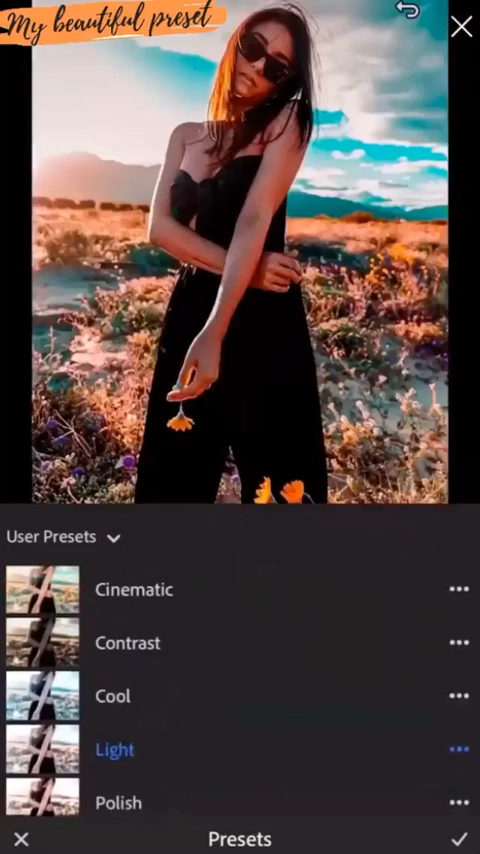 My beautiful preset
User Presets
Cinematic
Contrast
Cool
Light
Polish
Presets